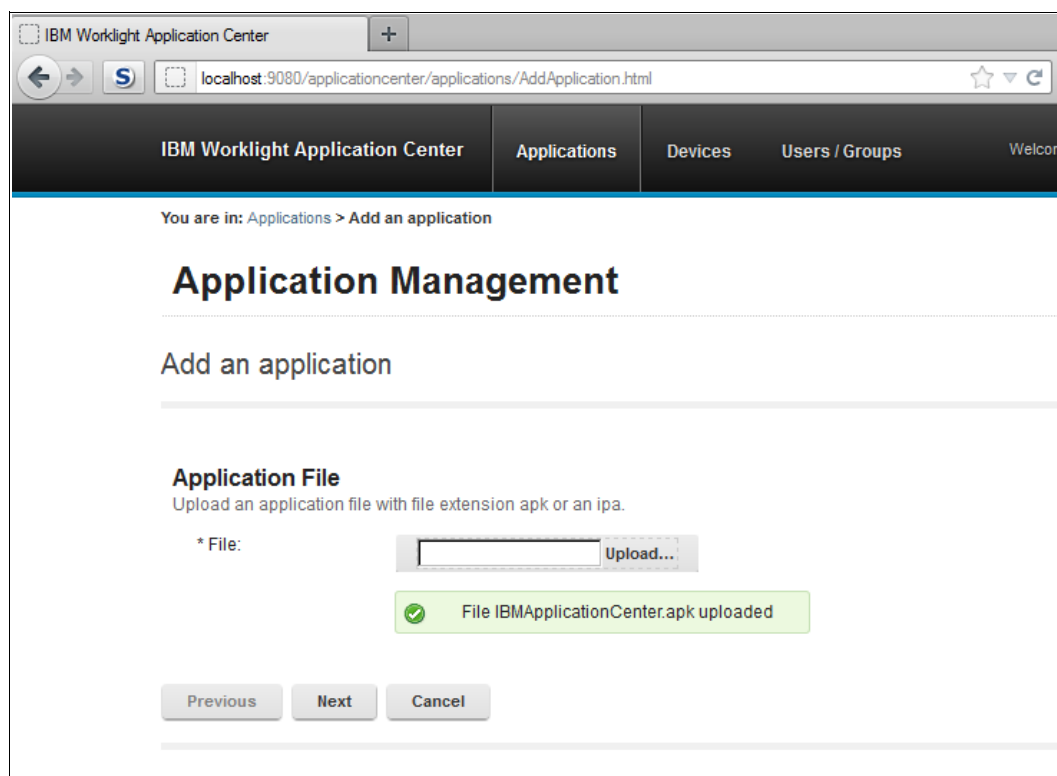 IBM Worklight Application Center
+
S localhost:9080/applicationcenter/applications/AddApplication.html
IBM Worklight Application Center Applications Devices Users / Groups
You are in: Applications > Add an application
Application Management
Add an application
Application File
Upload an application file with file extension apk or an ipa.
* File: Upload...
File IBMApplicationCenter.apk uploaded
Previous Next Cancel